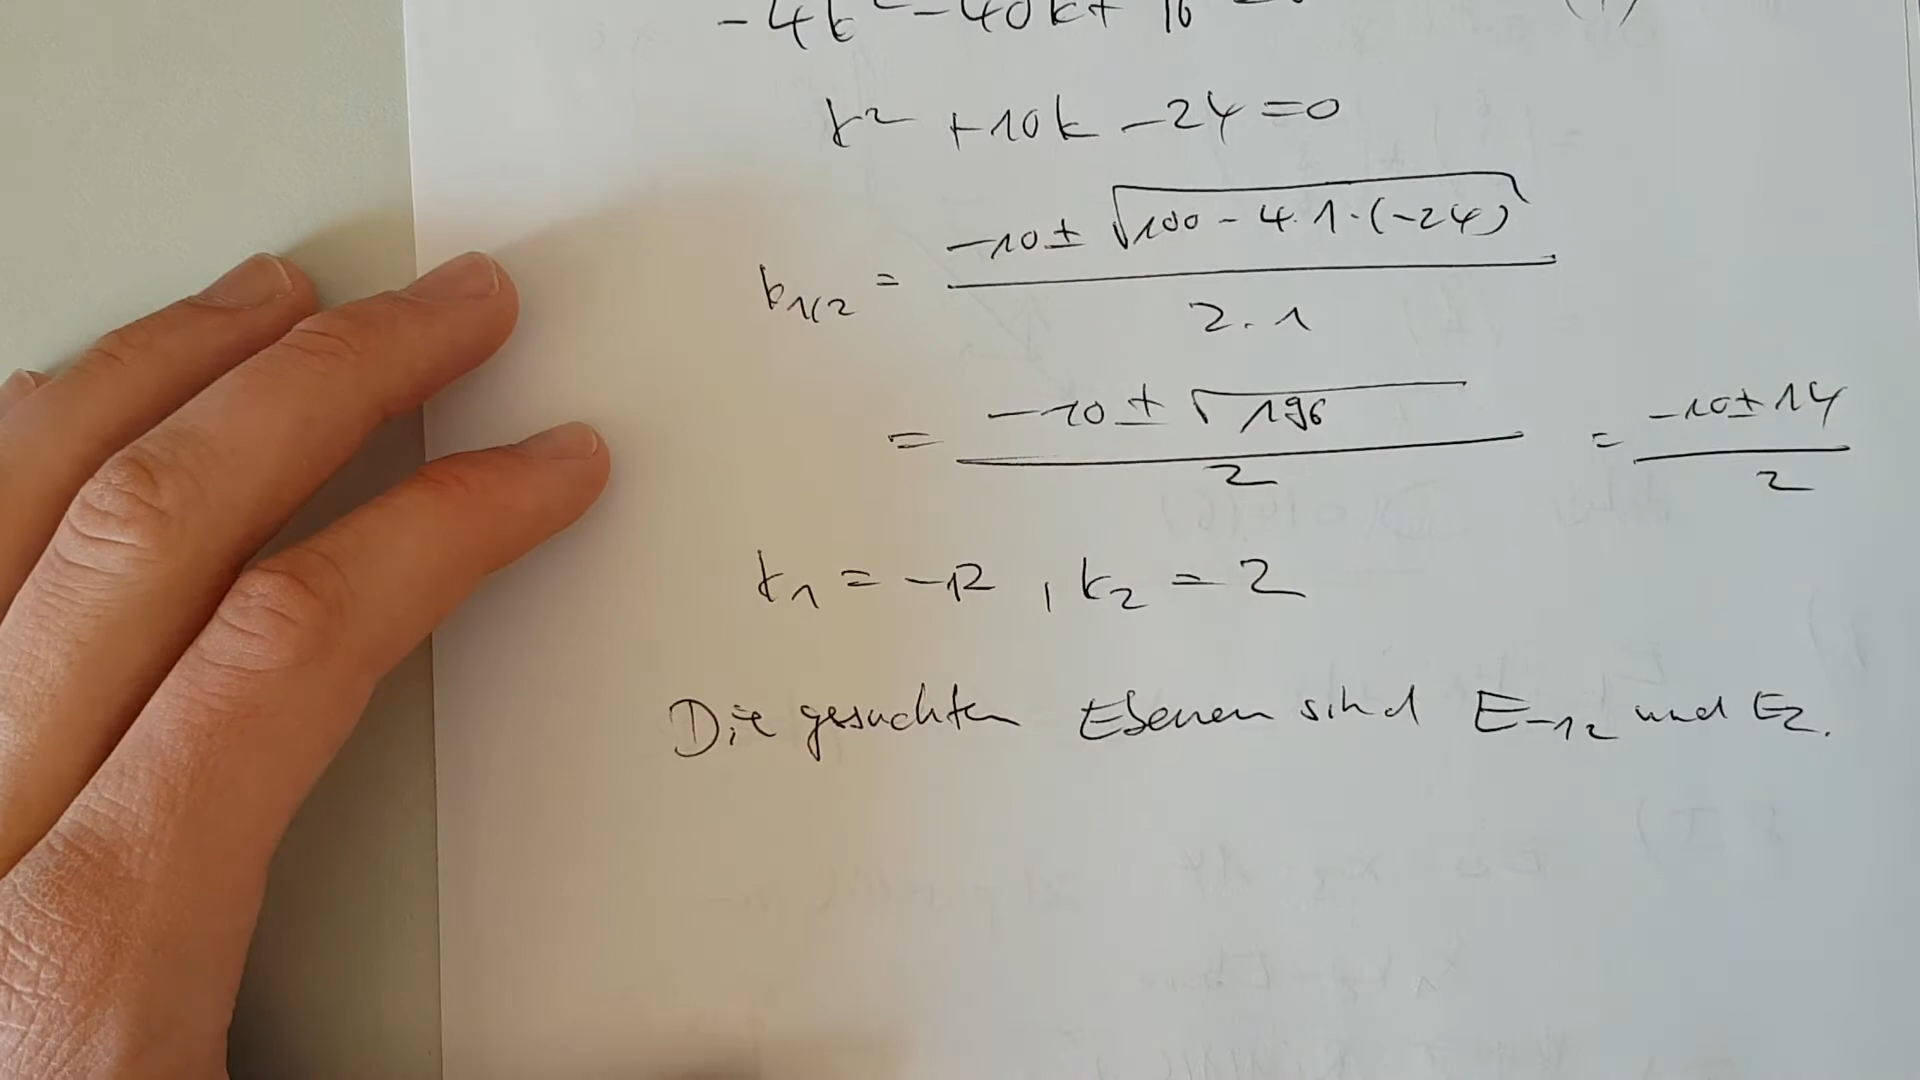 k² + 10k - 24 = 0
k1/2 = (-10 ± √(100 - 4·1·(-24))) / (2·1)
= (-10 ± √196) / 2 = (-10 ± 14) / 2
k₁ = -12, k₂ = 2
Die gesuchten Ebenen sind E₋₁₂ und E₂.